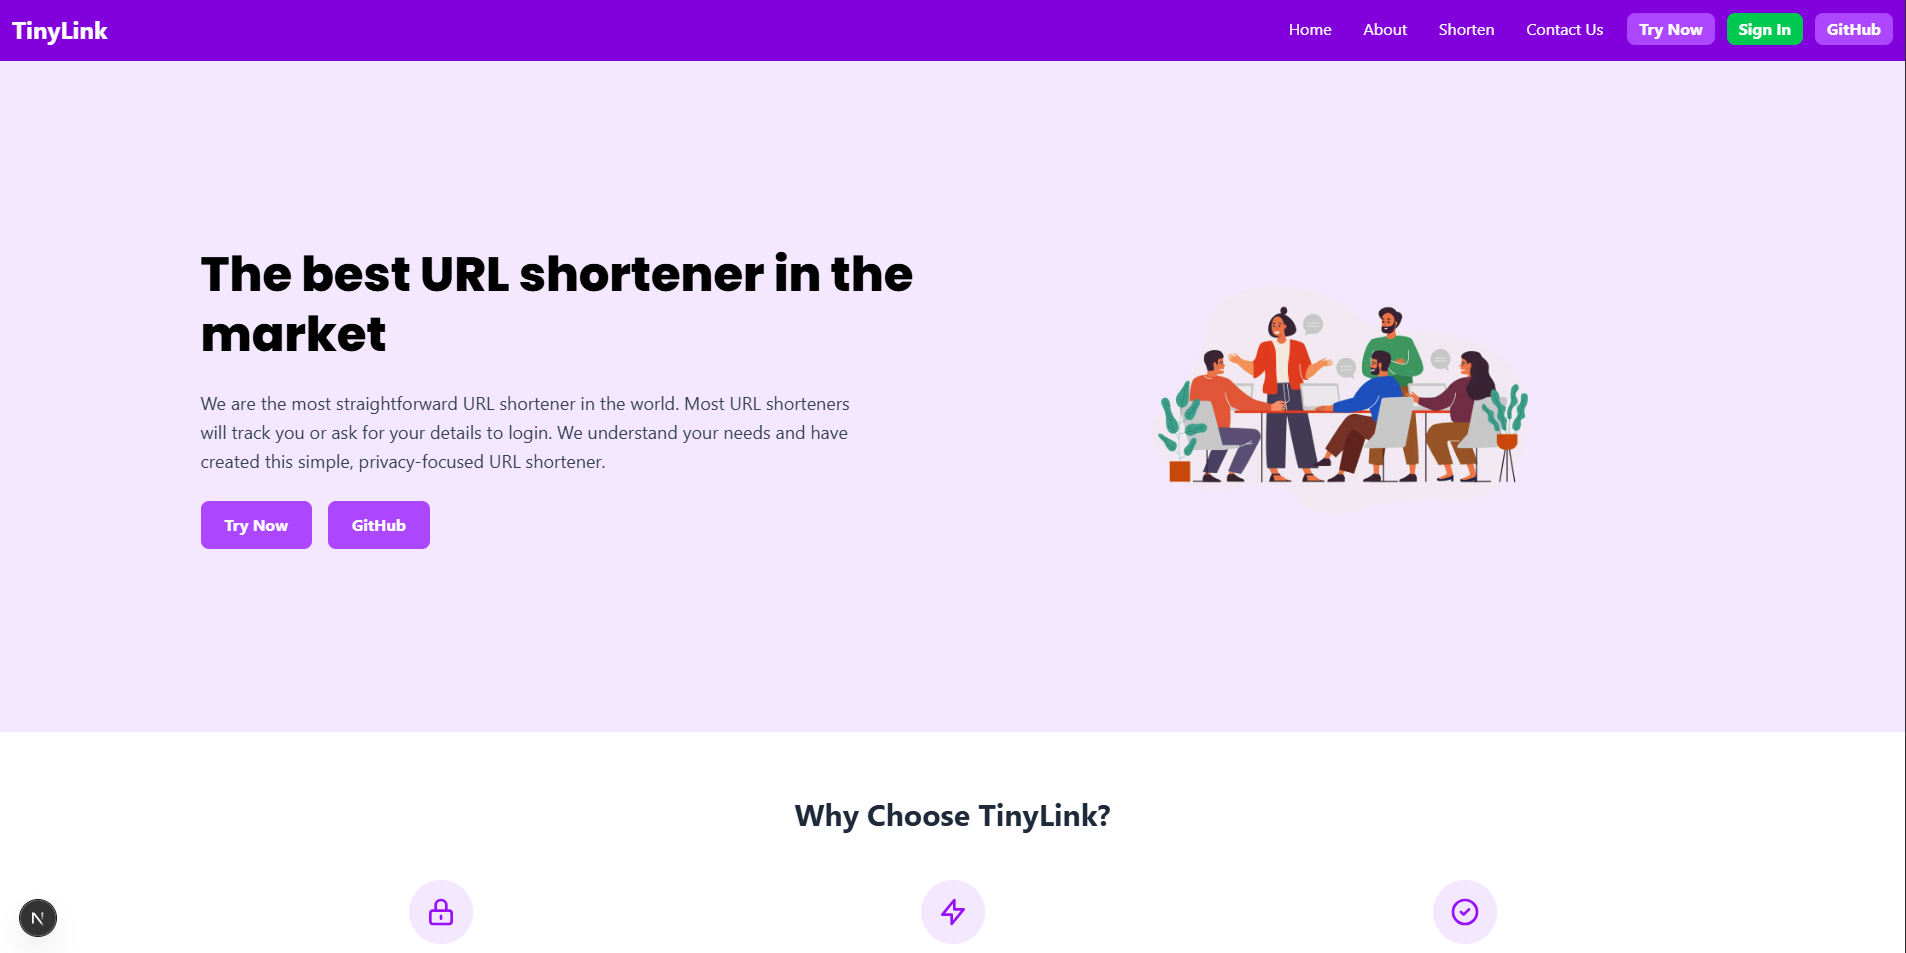 TinyLink
Home About Shorten Contact Us Try Now Sign In GitHub
The best URL shortener in the
market
We are the most straightforward URL shortener in the world. Most URL shorteners
will track you or ask for your details to login. We understand your needs and have
created this simple, privacy-focused URL shortener.
Try Now GitHub
Why Choose TinyLink?
N